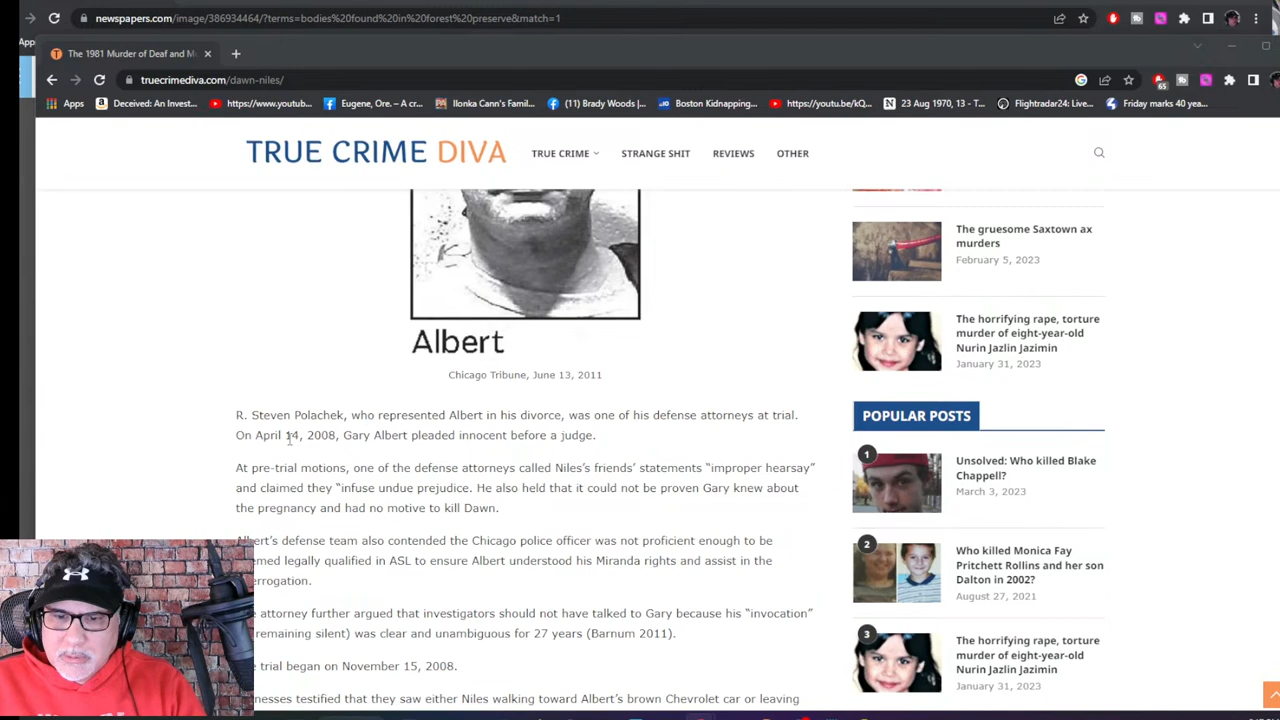 newspapers.com/image/386934464/?terms=bodies%20found%20in%20forest%20preserve&match=1
App
The 1981 Murder of Deaf and M
truecrimediva.com/dawn-niles/
65
Apps
Deceived: An Invest...
https://www.youtub...
Eugene, Ore. – A cr...
Ilonka Cann's Famil...
(11) Brady Woods |...
Boston Kidnapping...
https://youtu.be/kQ...
23 Aug 1970, 13 - T...
Flightradar24: Live...
Friday marks 40 yea...
TRUE CRIME DIVA
TRUE CRIME
STRANGE SHIT
REVIEWS
OTHER
Albert
Chicago Tribune, June 13, 2011
R. Steven Polachek, who represented Albert in his divorce, was one of his defense attorneys at trial.
On April 14, 2008, Gary Albert pleaded innocent before a judge.
At pre-trial motions, one of the defense attorneys called Niles's friends' statements “improper hearsay”
and claimed they “infuse undue prejudice. He also held that it could not be proven Gary knew about
the pregnancy and had no motive to kill Dawn.
Albert's defense team also contended the Chicago police officer was not proficient enough to be
emed legally qualified in ASL to ensure Albert understood his Miranda rights and assist in the
errogation.
attorney further argued that investigators should not have talked to Gary because his “invocation”
remaining silent) was clear and unambiguous for 27 years (Barnum 2011).
trial began on November 15, 2008.
nesses testified that they saw either Niles walking toward Albert's brown Chevrolet car or leaving
The gruesome Saxtown ax
murders
February 5, 2023
The horrifying rape, torture
murder of eight-year-old
Nurin Jazlin Jazimin
January 31, 2023
POPULAR POSTS
1
Unsolved: Who killed Blake
Chappell?
March 3, 2023
2
Who killed Monica Fay
Pritchett Rollins and her son
Dalton in 2002?
August 27, 2021
3
The horrifying rape, torture
murder of eight-year-old
Nurin Jazlin Jazimin
January 31, 2023